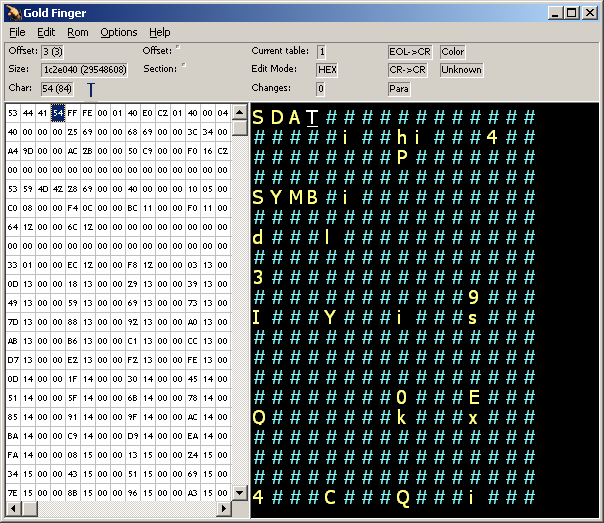 Gold Finger
File Edit Rom Options Help
Offset: 3 (3) Offset: Current table: 1 EOL->CR Color
Size: 1c2e040 (29548608) Section: Edit Mode: HEX CR->CR Unknown
Char: 54 (84) T Changes: 0 Para
53 44 41 54 FF FE 00 01 40 E0 C2 01 40 00 04
40 00 00 00 25 69 00 00 68 69 00 00 3C 34 00
A4 9D 00 00 AC 2B 00 00 50 C9 00 00 F0 16 C2
00 00 00 00 00 00 00 00 00 00 00 00 00 00 00
53 59 4D 42 28 69 00 00 40 00 00 00 10 05 00
C0 08 00 00 F4 0C 00 00 BC 11 00 00 F0 11 00
64 12 00 00 6C 12 00 00 00 00 00 00 00 00 00
00 00 00 00 00 00 00 00 00 00 00 00 00 00 00
33 01 00 00 EC 12 00 00 F8 12 00 00 03 13 00
0D 13 00 00 18 13 00 00 29 13 00 00 39 13 00
49 13 00 00 59 13 00 00 69 13 00 00 73 13 00
7D 13 00 00 88 13 00 00 92 13 00 00 A0 13 00
AB 13 00 00 B6 13 00 00 C1 13 00 00 CC 13 00
D7 13 00 00 E2 13 00 00 F2 13 00 00 FE 13 00
0D 14 00 00 1F 14 00 00 30 14 00 00 45 14 00
51 14 00 00 5F 14 00 00 6B 14 00 00 78 14 00
85 14 00 00 91 14 00 00 9F 14 00 00 AC 14 00
BA 14 00 00 C9 14 00 00 D9 14 00 00 EA 14 00
FA 14 00 00 08 15 00 00 13 15 00 00 24 15 00
34 15 00 00 43 15 00 00 51 15 00 00 69 15 00
7E 15 00 00 8B 15 00 00 96 15 00 00 A3 15 00
S D A T # # # # # # # # # # # #
# # # # # i # # h i # # # 4 # #
# # # # # # # # P # # # # # # #
# # # # # # # # # # # # # # # #
S Y M B # i # # # # # # # # # #
# # # # # # # # # # # # # # # #
d # # # l # # # # # # # # # # #
# # # # # # # # # # # # # # # #
3 # # # # # # # # # # # # # # #
# # # # # # # # # # # # 9 # # #
I # # # Y # # # i # # # s # # #
# # # # # # # # # # # # # # # #
# # # # # # # # # # # # # # # #
# # # # # # # # # # # # # # # #
# # # # # # # # 0 # # # E # # #
Q # # # # # # # k # # # x # # #
# # # # # # # # # # # # # # # #
# # # # # # # # # # # # # # # #
# # # # # # # # # # # # # # # #
4 # # # C # # # Q # # # i # # #